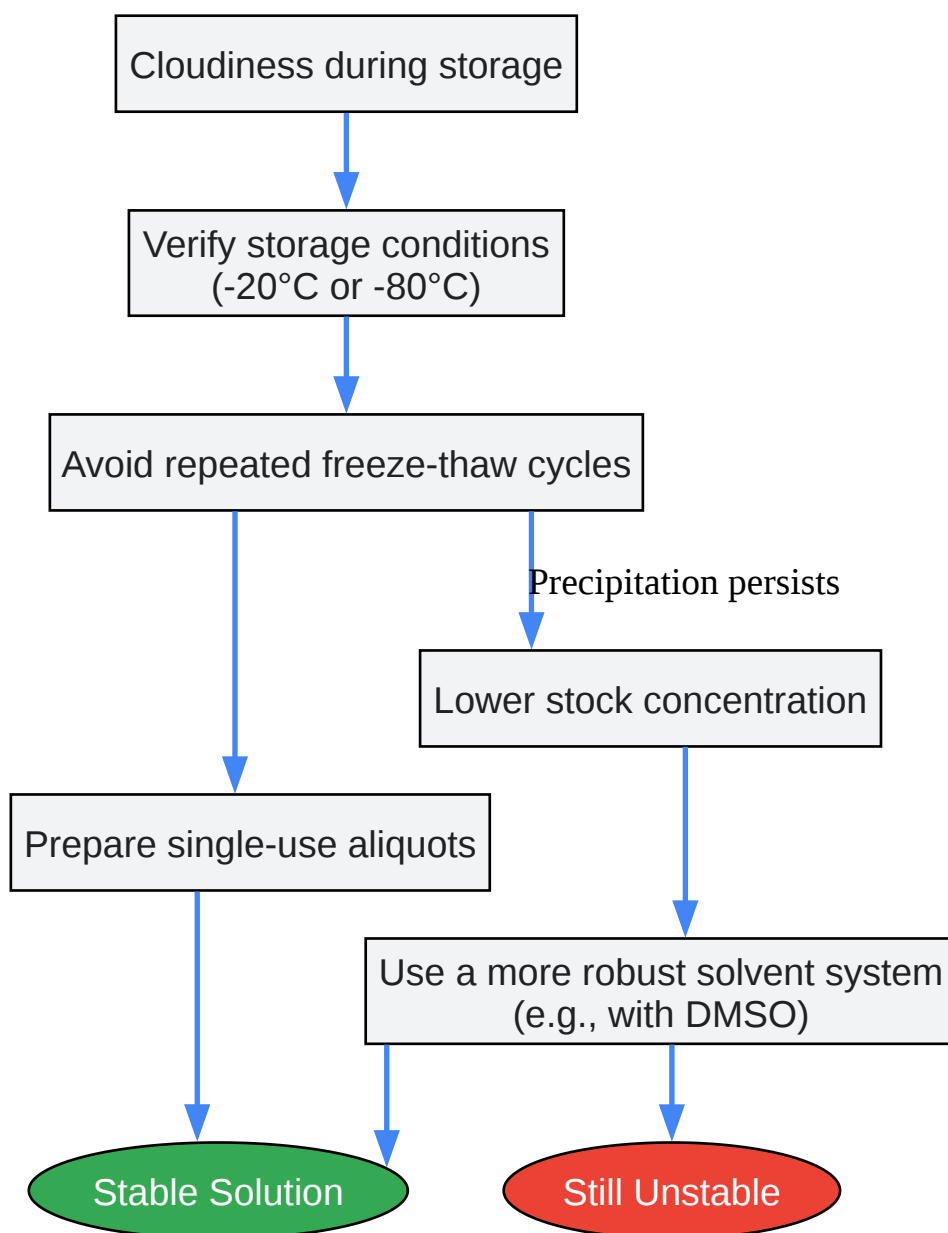 Cloudiness during storage
Verify storage conditions
(-20°C or -80°C)
Avoid repeated freeze-thaw cycles
Precipitation persists
Lower stock concentration
Prepare single-use aliquots
Use a more robust solvent system
(e.g., with DMSO)
Stable Solution
Still Unstable